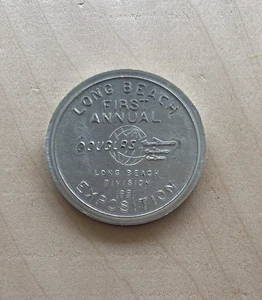 LONG BEACH
FIRST
ANNUAL
DOUGLAS
LONG BEACH
DIVISION
EXPOSITION